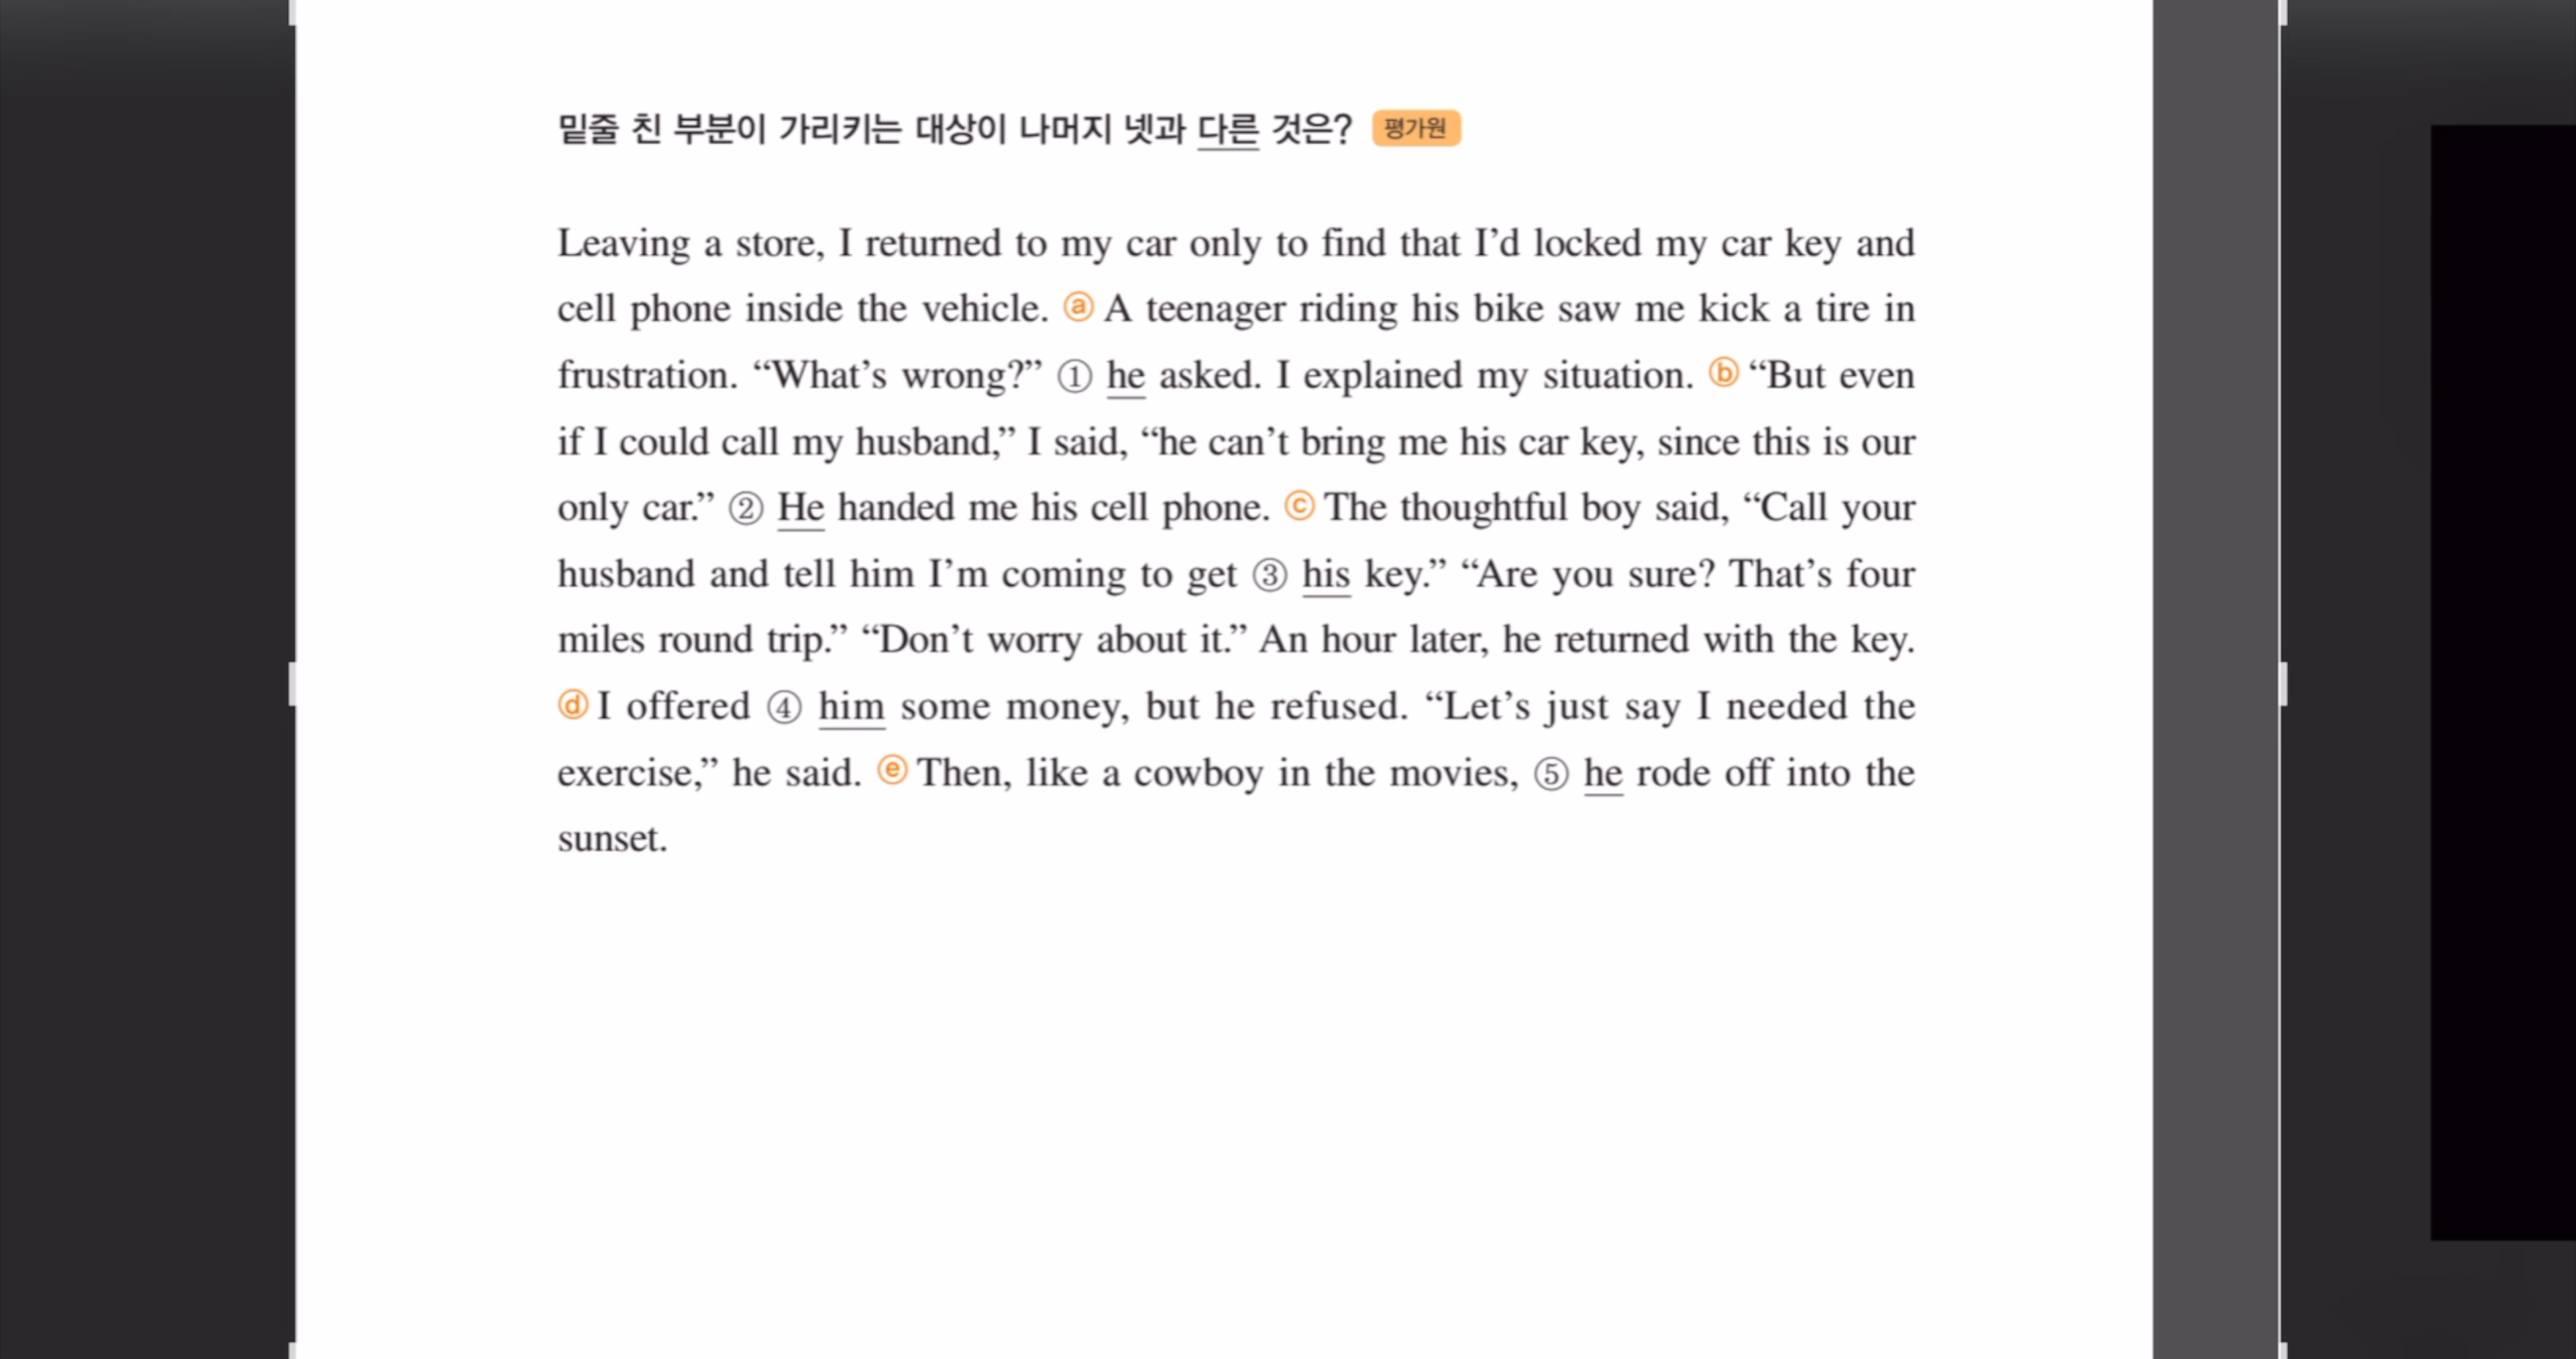 밑줄 친 부분이 가리키는 대상이 나머지 넷과 다른 것은? 평가원
Leaving a store, I returned to my car only to find that I’d locked my car key and
cell phone inside the vehicle. ⓐ A teenager riding his bike saw me kick a tire in
frustration. “What’s wrong?” ① he asked. I explained my situation. ⓑ “But even
if I could call my husband,” I said, “he can’t bring me his car key, since this is our
only car.” ② He handed me his cell phone. ⓒ The thoughtful boy said, “Call your
husband and tell him I’m coming to get ③ his key.” “Are you sure? That’s four
miles round trip.” “Don’t worry about it.” An hour later, he returned with the key.
ⓓ I offered ④ him some money, but he refused. “Let’s just say I needed the
exercise,” he said. ⓔ Then, like a cowboy in the movies, ⑤ he rode off into the
sunset.